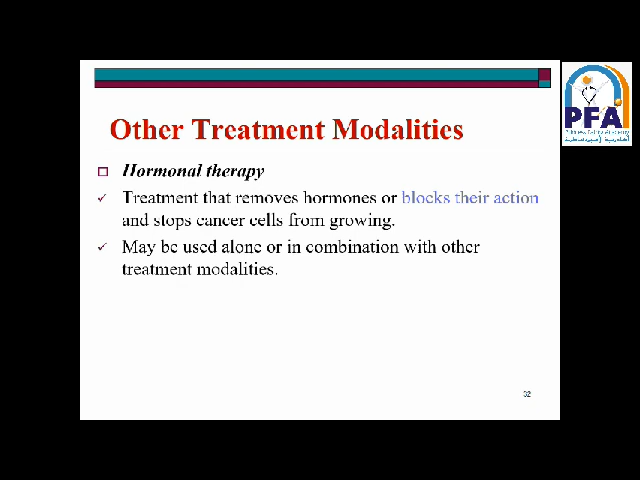 Other Treatment Modalities
Hormonal therapy
Treatment that removes hormones or blocks their action
and stops cancer cells from growing.
May be used alone or in combination with other
treatment modalities.
32
PFA